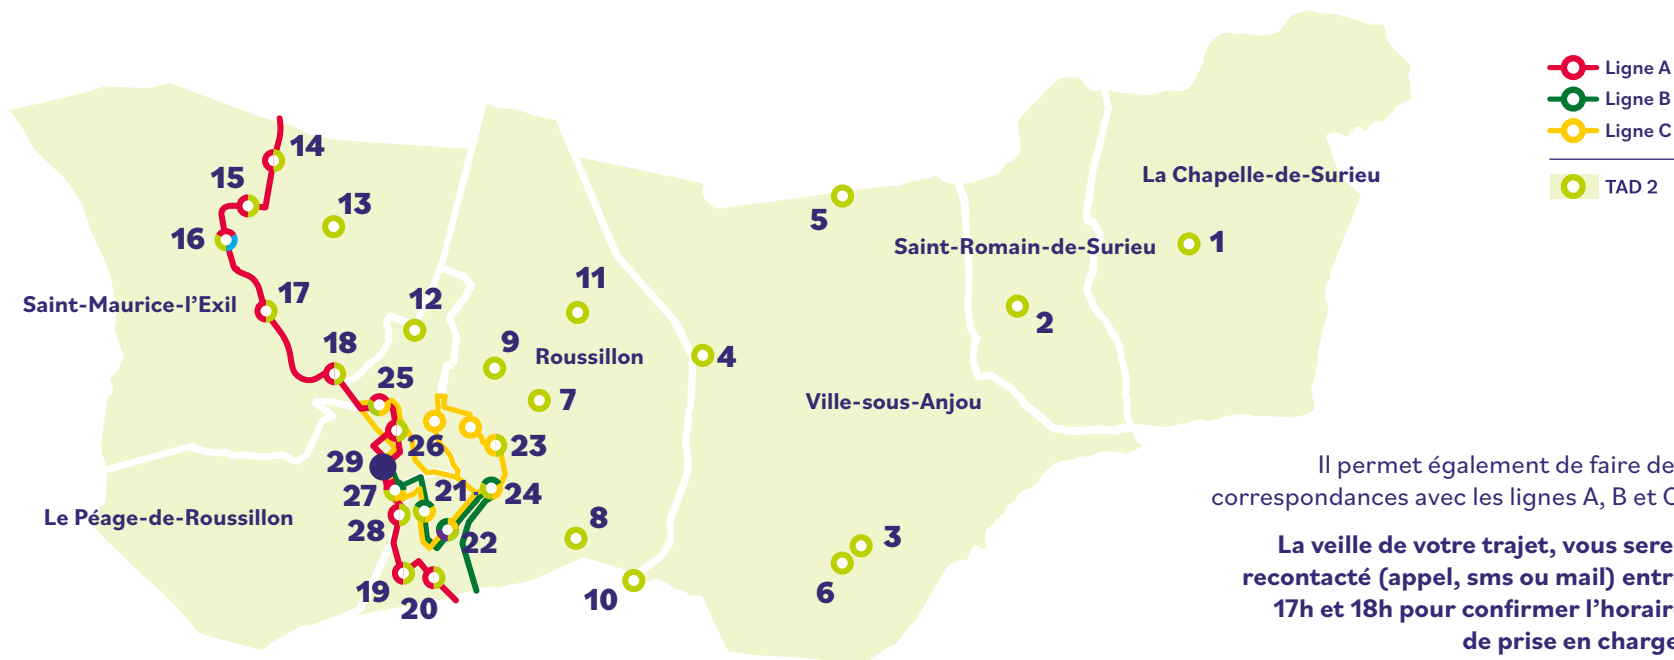 14
15
13
16
17
Saint-Maurice-l'Exil
12
18
25
11
9
Roussillon
7
4
5
Saint-Romain-de-Surieu
La Chapelle-de-Surieu
1
2
Ville-sous-Anjou
26
23
29
27
21
24
28
22
Le Péage-de-Roussillon
8
3
6
19
20
10
Ligne A
Ligne B
Ligne C
TAD 2
Il permet également de faire de
correspondances avec les lignes A, B et C
La veille de votre trajet, vous sere
recontacté (appel, sms ou mail) entr
17h et 18h pour confirmer l'horair
de prise en charge